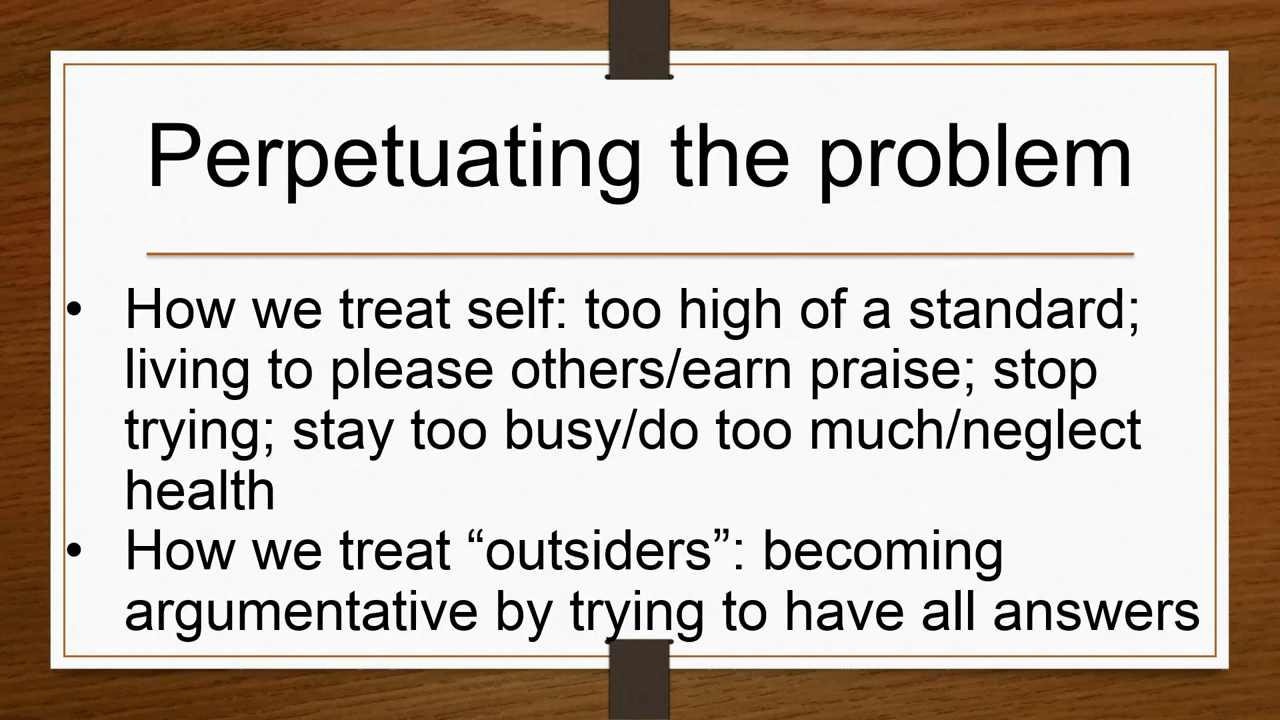 Perpetuating the problem
• How we treat self: too high of a standard;
living to please others/earn praise; stop
trying; stay too busy/do too much/neglect
health
• How we treat “outsiders”: becoming
argumentative by trying to have all answers